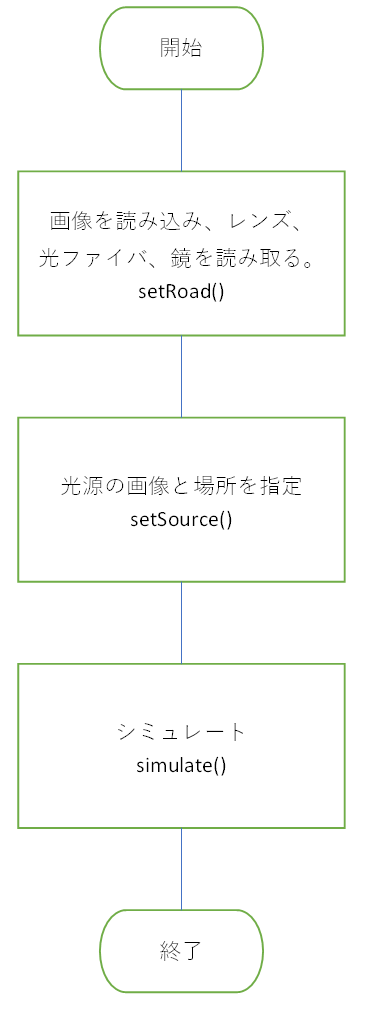 開始
画像を読み込み、レンズ、
光ファイバ、鏡を読み取る。
setRoad()
光源の画像と場所を指定
setSource()
シミュレート
simulate()
終了